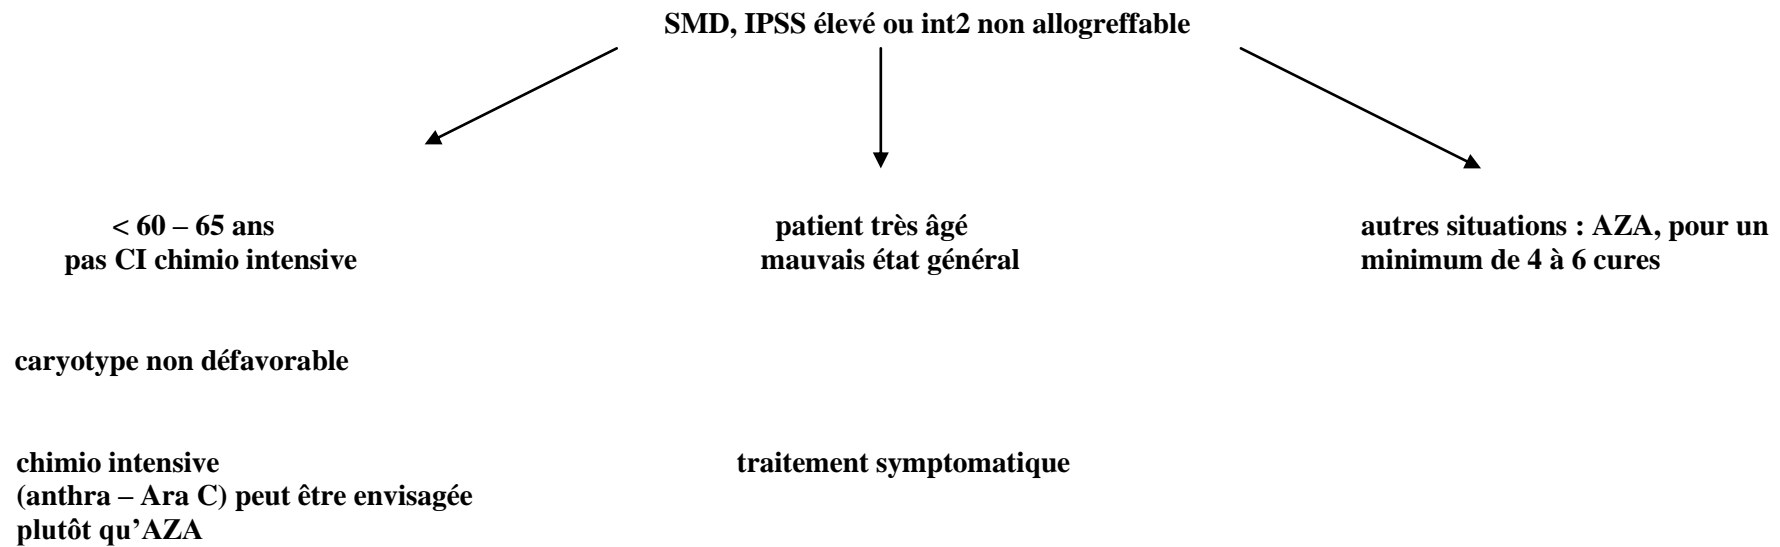 SMD, IPSS élevé ou int2 non allogreffable
< 60 – 65 ans
pas CI chimio intensive
caryotype non défavorable
chimio intensive
(anthra – Ara C) peut être envisagée
plutôt qu’AZA
patient très âgé
mauvais état général
traitement symptomatique
autres situations : AZA, pour un
minimum de 4 à 6 cures